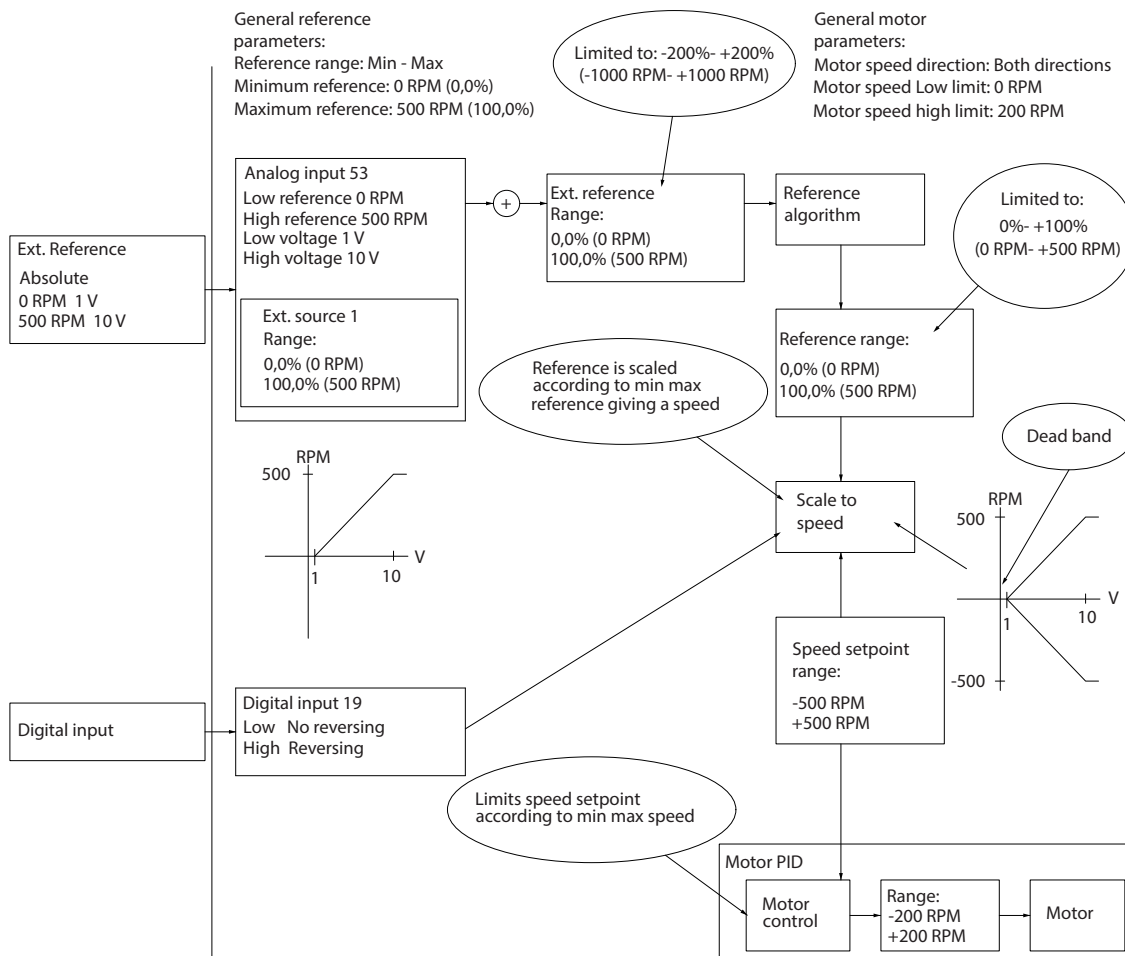 General reference
parameters:
Reference range: Min - Max
Minimum reference: 0 RPM (0,0%)
Maximum reference: 500 RPM (100,0%)
Limited to: -200%- +200%
(-1000 RPM- +1000 RPM)
General motor
parameters:
Motor speed direction: Both directions
Motor speed Low limit: 0 RPM
Motor speed high limit: 200 RPM
Ext. Reference
Absolute
0 RPM 1 V
500 RPM 10 V
Analog input 53
Low reference 0 RPM
High reference 500 RPM
Low voltage 1 V
High voltage 10 V
Ext. source 1
Range:
0,0% (0 RPM)
100,0% (500 RPM)
+
Ext. reference
Range:
0,0% (0 RPM)
100,0% (500 RPM)
Reference
algorithm
Limited to:
0%- +100%
(0 RPM- +500 RPM)
Reference range:
0,0% (0 RPM)
100,0% (500 RPM)
Reference is scaled
according to min max
reference giving a speed
RPM
500
1
10
V
Scale to
speed
Dead band
RPM
500
V
1
10
-500
Speed setpoint
range:
-500 RPM
+500 RPM
Digital input
Digital input 19
Low No reversing
High Reversing
Limits speed setpoint
according to min max speed
Motor PID
Motor
control
Range:
-200 RPM
+200 RPM
Motor